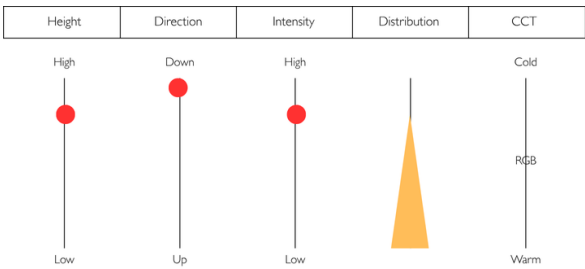 Height Direction Intensity Distribution CCT
High Down High Cold
RGB
Low Up Low Warm